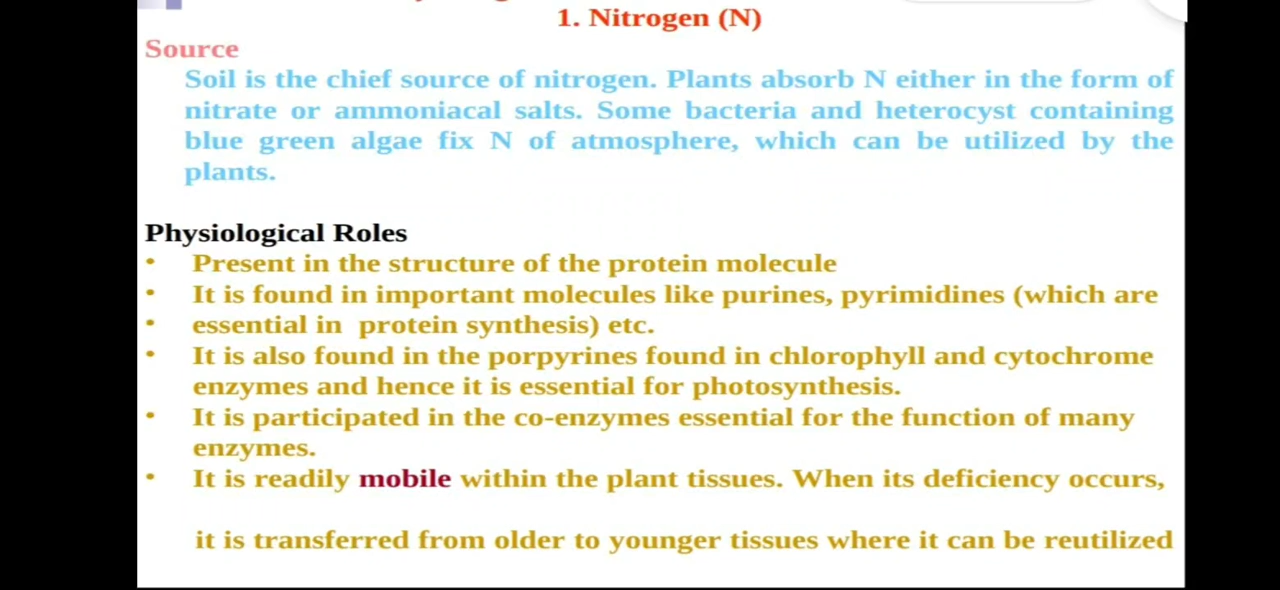 1. Nitrogen (N)
Source
Soil is the chief source of nitrogen. Plants absorb N either in the form of
nitrate or ammoniacal salts. Some bacteria and heterocyst containing
blue green algae fix N of atmosphere, which can be utilized by the
plants.
Physiological Roles
• Present in the structure of the protein molecule
• It is found in important molecules like purines, pyrimidines (which are
• essential in protein synthesis) etc.
• It is also found in the porpyrines found in chlorophyll and cytochrome
enzymes and hence it is essential for photosynthesis.
• It is participated in the co-enzymes essential for the function of many
enzymes.
• It is readily mobile within the plant tissues. When its deficiency occurs,
it is transferred from older to younger tissues where it can be reutilized